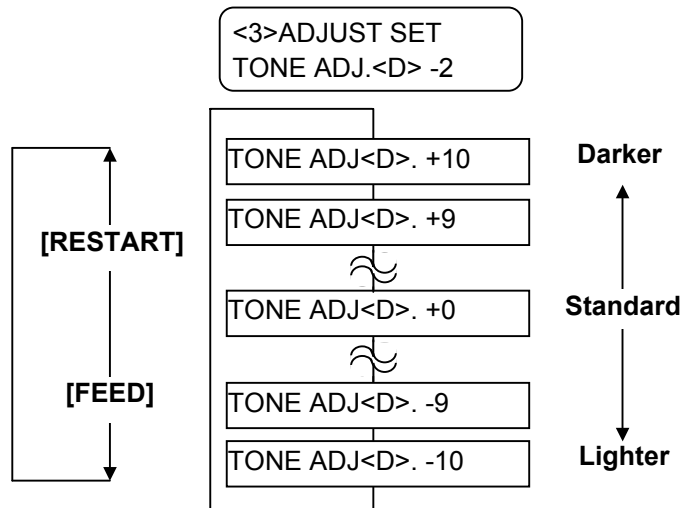 <3>ADJUST SET
TONE ADJ.<D> -2
TONE ADJ<D>. +10
Darker
TONE ADJ<D>. +9
[RESTART]
TONE ADJ<D>. +0
Standard
[FEED]
TONE ADJ<D>. -9
TONE ADJ<D>. -10
Lighter